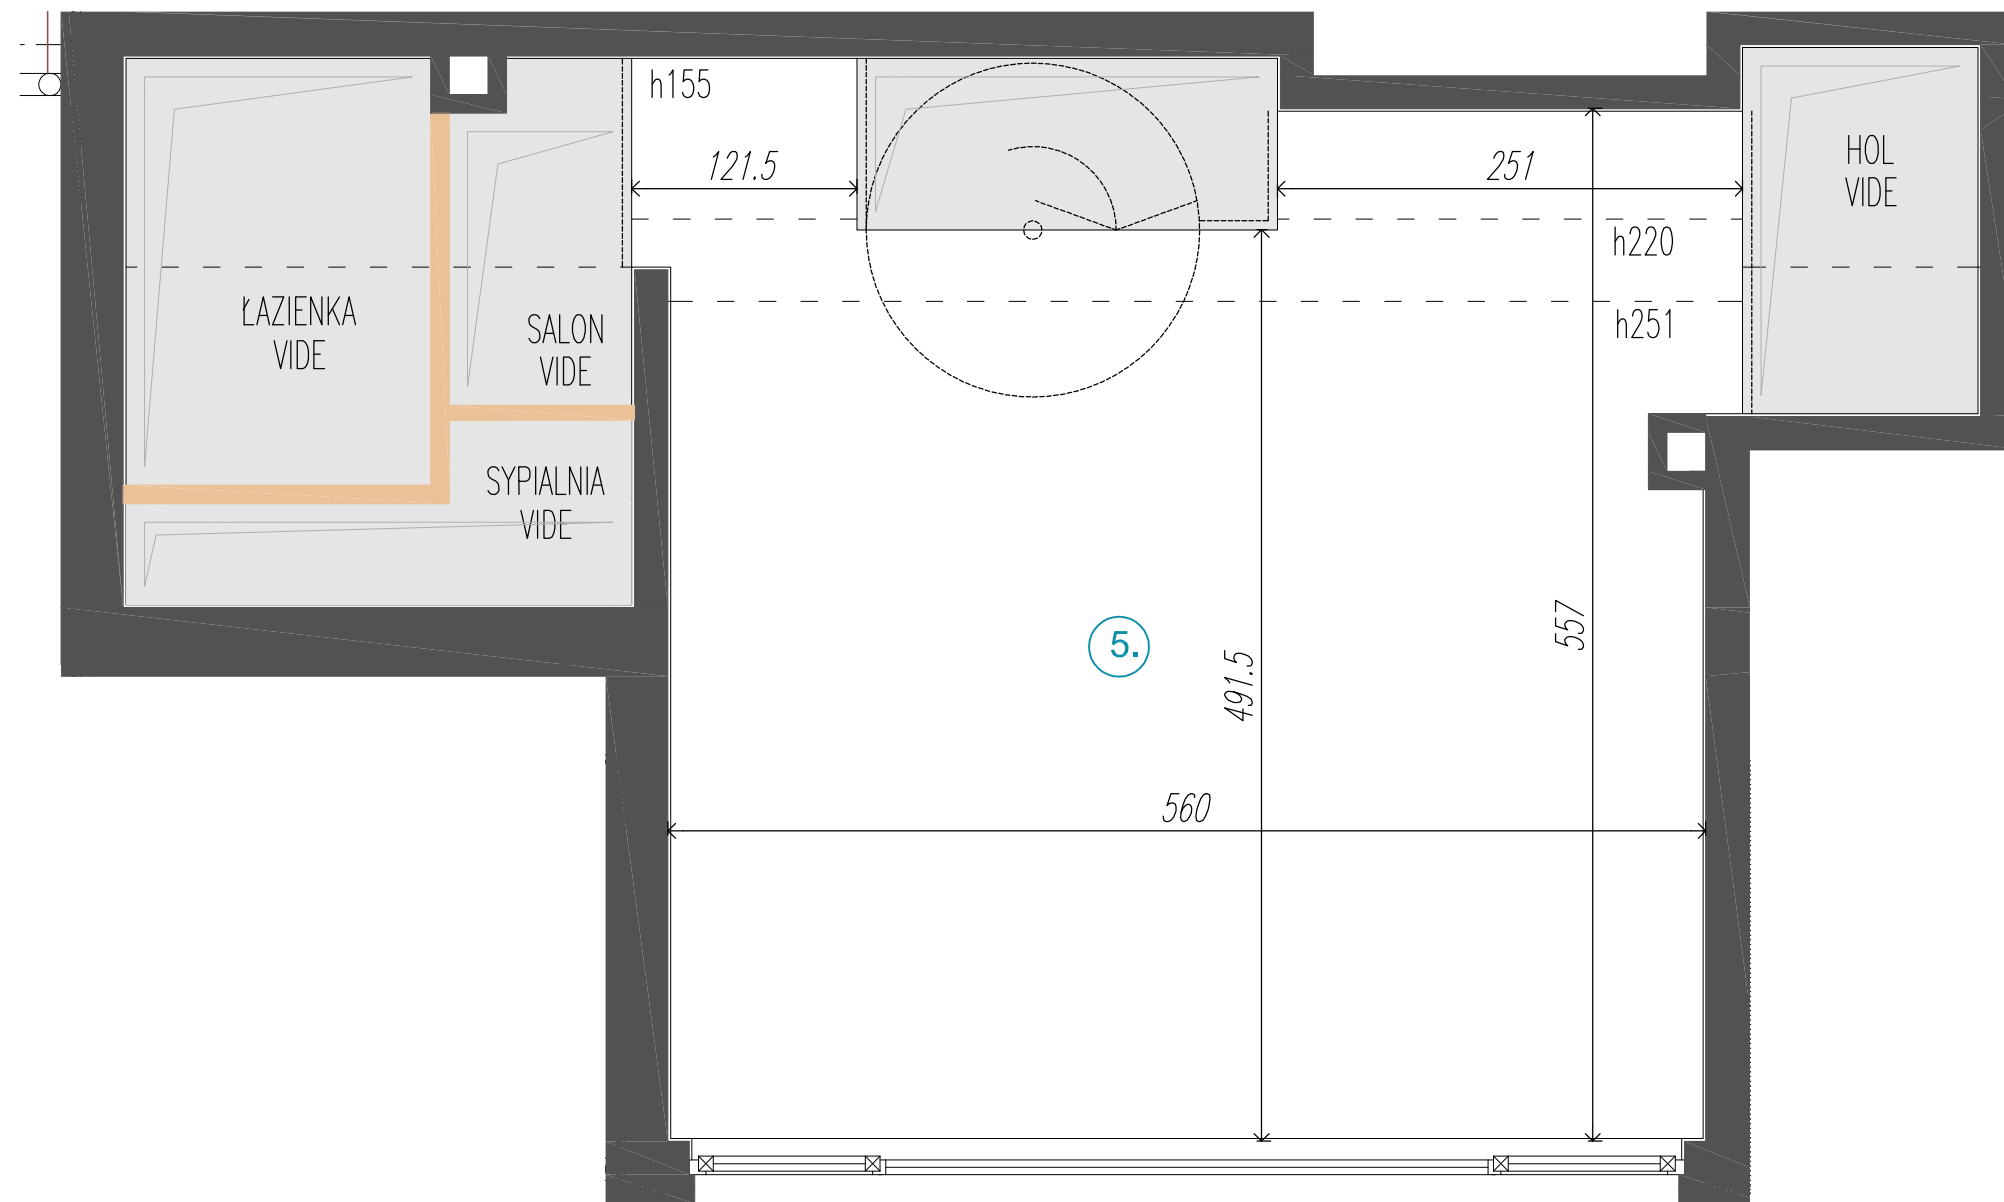 h155
121.5
251
HOL
VIDE
h220
h251
ŁAZIENKA
VIDE
SALON
VIDE
SYPIALNIA
VIDE
5.
491.5
557
560